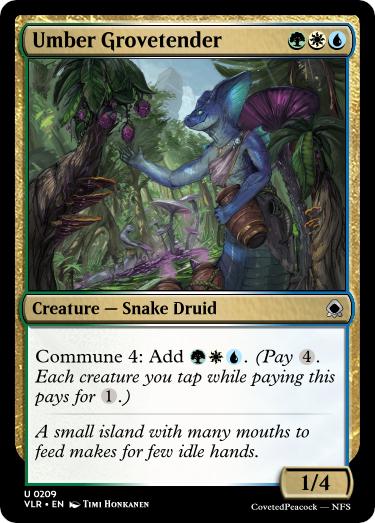 Umber Grovetender
Creature — Snake Druid
Commune 4: Add . (Pay 4.
Each creature you tap while paying this
pays for 1.)
A small island with many mouths to
feed makes for few idle hands.
1/4
U 0209
VLR • EN Timi Honkanen
CovetedPeacock — NFS